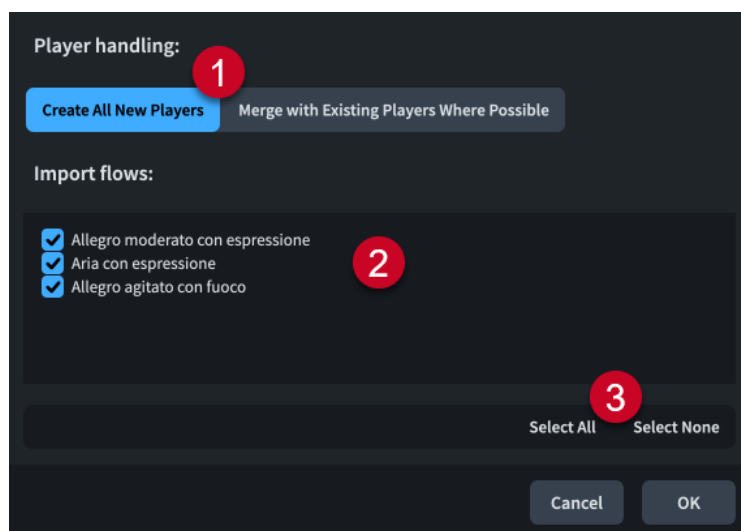 Player handling:
1
Create All New Players Merge with Existing Players Where Possible
Import flows:
Allegro moderato con espressione
Aria con espressione
Allegro agitato con fuoco
2
3
Select All Select None
Cancel OK